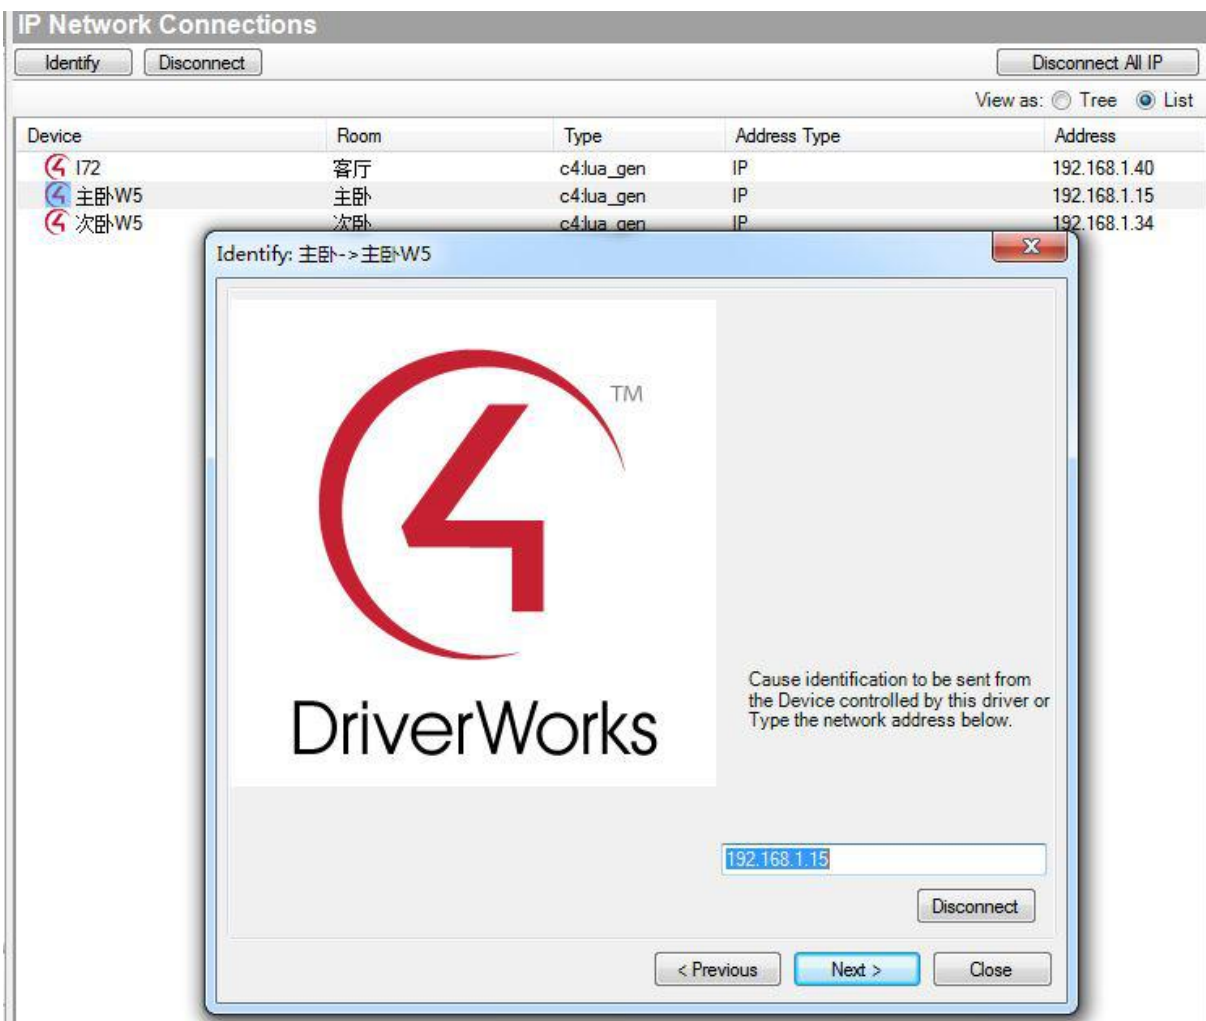 IP Network Connections
Identify Disconnect Disconnect All IP
View as: Tree List
Device Room Type Address Type Address
I72 客厅 c4:lua_gen IP 192.168.1.40
主卧W5 主卧 c4:lua_gen IP 192.168.1.15
次卧W5 次卧 c4:lua_gen IP 192.168.1.34
Identify: 主卧->主卧W5
TM
4
DriverWorks
Cause identification to be sent from
the Device controlled by this driver or
Type the network address below.
192.168.1.15
Disconnect
< Previous Next > Close